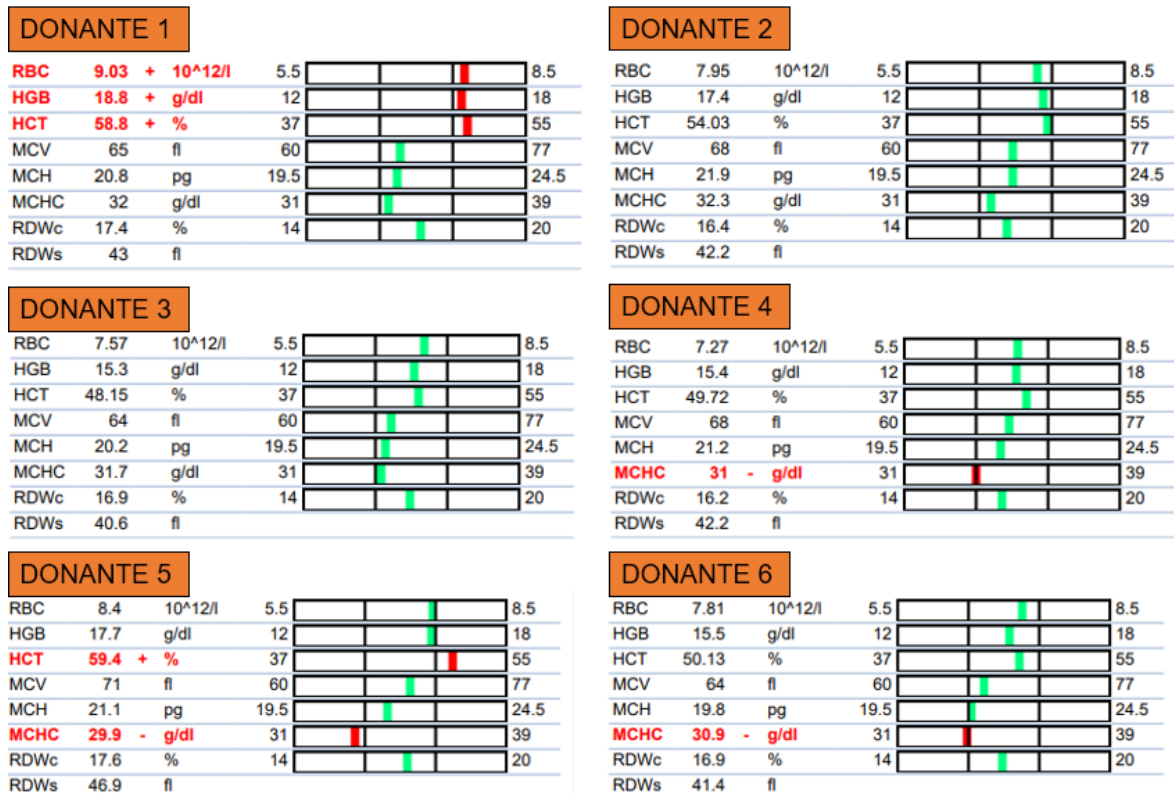 DONANTE 1
RBC 9.03 + 10^12/l 5.5 8.5
HGB 18.8 + g/dl 12 18
HCT 58.8 + % 37 55
MCV 65 fl 60 77
MCH 20.8 pg 19.5 24.5
MCHC 32 g/dl 31 39
RDWc 17.4 % 14 20
RDWs 43 fl
DONANTE 2
RBC 7.95 10^12/l 5.5 8.5
HGB 17.4 g/dl 12 18
HCT 54.03 % 37 55
MCV 68 fl 60 77
MCH 21.9 pg 19.5 24.5
MCHC 32.3 g/dl 31 39
RDWc 16.4 % 14 20
RDWs 42.2 fl
DONANTE 3
RBC 7.57 10^12/l 5.5 8.5
HGB 15.3 g/dl 12 18
HCT 48.15 % 37 55
MCV 64 fl 60 77
MCH 20.2 pg 19.5 24.5
MCHC 31.7 g/dl 31 39
RDWc 16.9 % 14 20
RDWs 40.6 fl
DONANTE 4
RBC 7.27 10^12/l 5.5 8.5
HGB 15.4 g/dl 12 18
HCT 49.72 % 37 55
MCV 68 fl 60 77
MCH 21.2 pg 19.5 24.5
MCHC 31 - g/dl 31 39
RDWc 16.2 % 14 20
RDWs 42.2 fl
DONANTE 5
RBC 8.4 10^12/l 5.5 8.5
HGB 17.7 g/dl 12 18
HCT 59.4 + % 37 55
MCV 71 fl 60 77
MCH 21.1 pg 19.5 24.5
MCHC 29.9 - g/dl 31 39
RDWc 17.6 % 14 20
RDWs 46.9 fl
DONANTE 6
RBC 7.81 10^12/l 5.5 8.5
HGB 15.5 g/dl 12 18
HCT 50.13 % 37 55
MCV 64 fl 60 77
MCH 19.8 pg 19.5 24.5
MCHC 30.9 - g/dl 31 39
RDWc 16.9 % 14 20
RDWs 41.4 fl